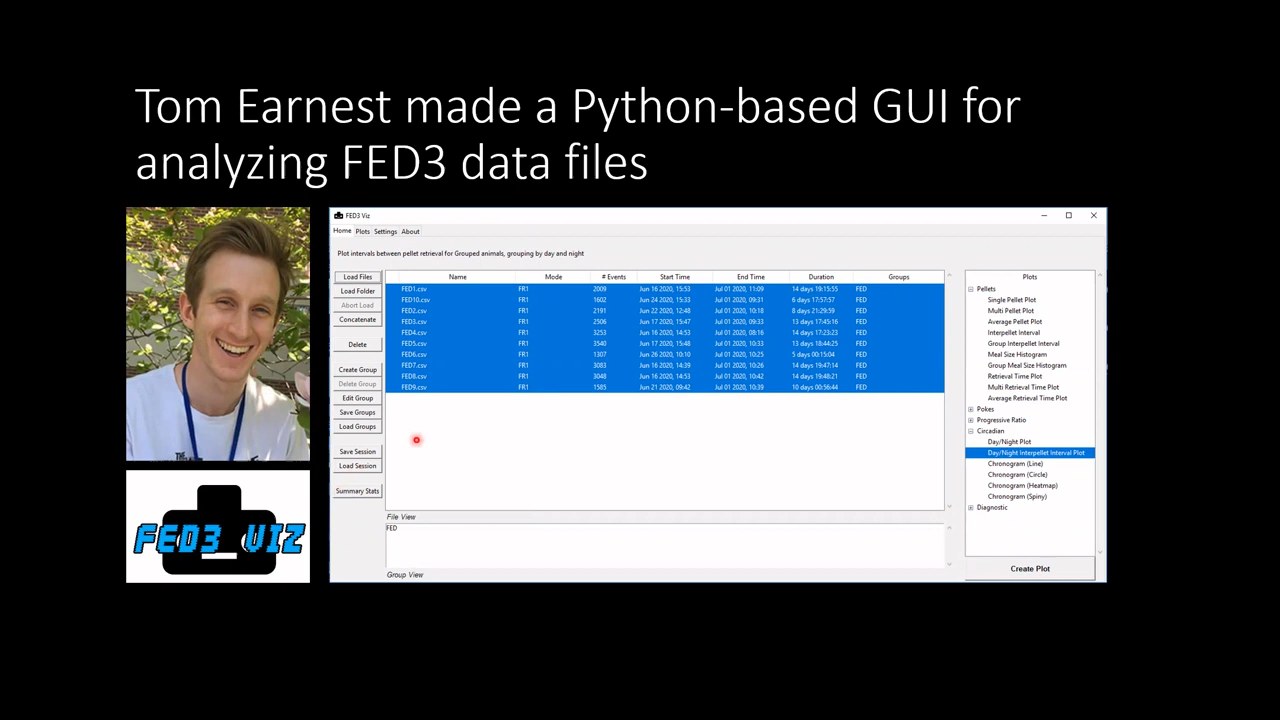 Tom Earnest made a Python-based GUI for
analyzing FED3 data files
FED3 Viz
Home Plots Settings About
Plot intervals between pellet retrieval for Grouped animals, grouping by day and night
Load Files
Load Folder
Abort Load
Concatenate
Delete
Create Group
Delete Group
Edit Group
Save Groups
Load Groups
Save Session
Load Session
Summary Stats
Name Mode # Events Start Time End Time Duration Groups
FED1.csv FR1 2009 Jun 16 2020, 15:53 Jul 01 2020, 11:09 14 days 19:15:55 FED
FED10.csv FR1 1602 Jun 24 2020, 15:33 Jul 01 2020, 09:31 6 days 17:57:57 FED
FED2.csv FR1 2191 Jun 22 2020, 12:48 Jul 01 2020, 10:18 8 days 21:29:59 FED
FED3.csv FR1 2506 Jun 17 2020, 15:47 Jul 01 2020, 09:33 13 days 17:45:16 FED
FED4.csv FR1 3253 Jun 16 2020, 14:53 Jul 01 2020, 08:16 14 days 17:23:23 FED
FED5.csv FR1 3540 Jun 17 2020, 15:48 Jul 01 2020, 10:33 13 days 18:44:25 FED
FED6.csv FR1 1307 Jun 26 2020, 10:10 Jul 01 2020, 10:25 5 days 00:15:04 FED
FED7.csv FR1 3083 Jun 16 2020, 14:39 Jul 01 2020, 10:26 14 days 19:47:14 FED
FED8.csv FR1 3048 Jun 16 2020, 14:53 Jul 01 2020, 10:42 14 days 19:48:21 FED
FED9.csv FR1 1585 Jun 21 2020, 09:42 Jul 01 2020, 10:39 10 days 00:56:44 FED
File View
FED
Group View
Plots
Pellets
Single Pellet Plot
Multi Pellet Plot
Average Pellet Plot
Interpellet Interval
Group Interpellet Interval
Meal Size Histogram
Group Meal Size Histogram
Retrieval Time Plot
Multi Retrieval Time Plot
Average Retrieval Time Plot
Pokes
Progressive Ratio
Circadian
Day/Night Plot
Day/Night Interpellet Interval Plot
Chronogram (Line)
Chronogram (Circle)
Chronogram (Heatmap)
Chronogram (Spiny)
Diagnostic
Create Plot
FED3 VIZ